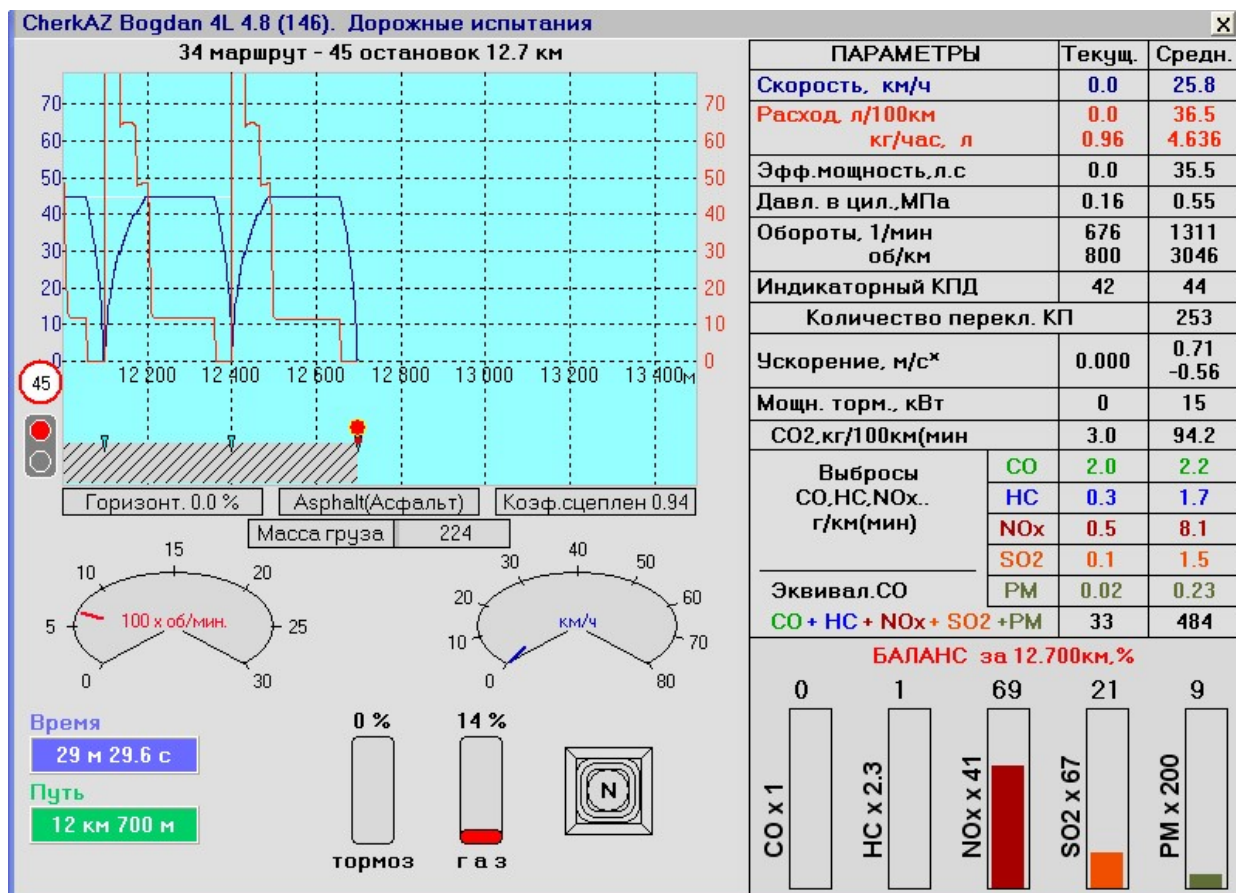 CherkAZ Bogdan 4L 4.8 (146). Дорожные испытания
X
34 маршрут - 45 остановок 12.7 км
70
60
50
40
30
20
10
0
70
60
50
40
30
20
10
0
12 200 12 400 12 600 12 800 13 000 13 200 13 400м
45
Горизонт. 0.0 %
Asphalt(Асфальт)
Коэф.сцеплен 0.94
Масса груза 224
0 5 10 15 20 25 30
100 x об/мин.
0 10 20 30 40 50 60 70 80
км/ч
Время
29 м 29.6 с
Путь
12 км 700 м
0 %
тормоз
14 %
газ
N
ПАРАМЕТРЫ Текущ. Средн.
Скорость, км/ч 0.0 25.8
Расход, л/100км 0.0 36.5
кг/час, л 0.96 4.636
Эфф.мощность,л.с 0.0 35.5
Давл. в цил.,МПа 0.16 0.55
Обороты, 1/мин 676 1311
об/км 800 3046
Индикаторный КПД 42 44
Количество перекл. КП 253
Ускорение, м/с* 0.000 0.71
-0.56
Мощн. торм., кВт 0 15
CO2,кг/100км(мин 3.0 94.2
Выбросы
CO,HC,NOx..
г/км(мин)
CO 2.0 2.2
HC 0.3 1.7
NOx 0.5 8.1
SO2 0.1 1.5
Эквивал.CO
PM 0.02 0.23
CO + HC + NOx + SO2 +PM 33 484
БАЛАНС за 12.700км,%
0 1 69 21 9
CO x 1
HC x 2.3
NOx x 41
SO2 x 67
PM x 200